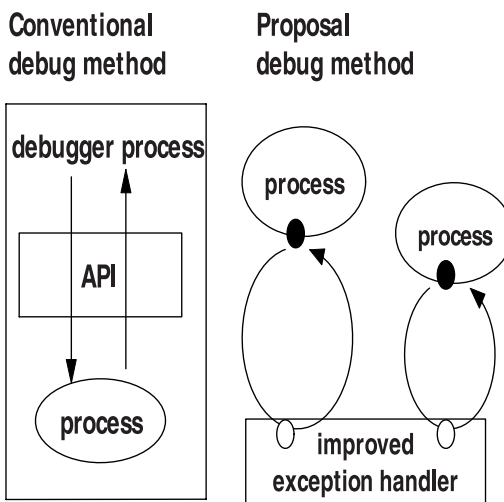 Conventional
debug method
debugger process
API
process
Proposal
debug method
process
process
improved
exception handler